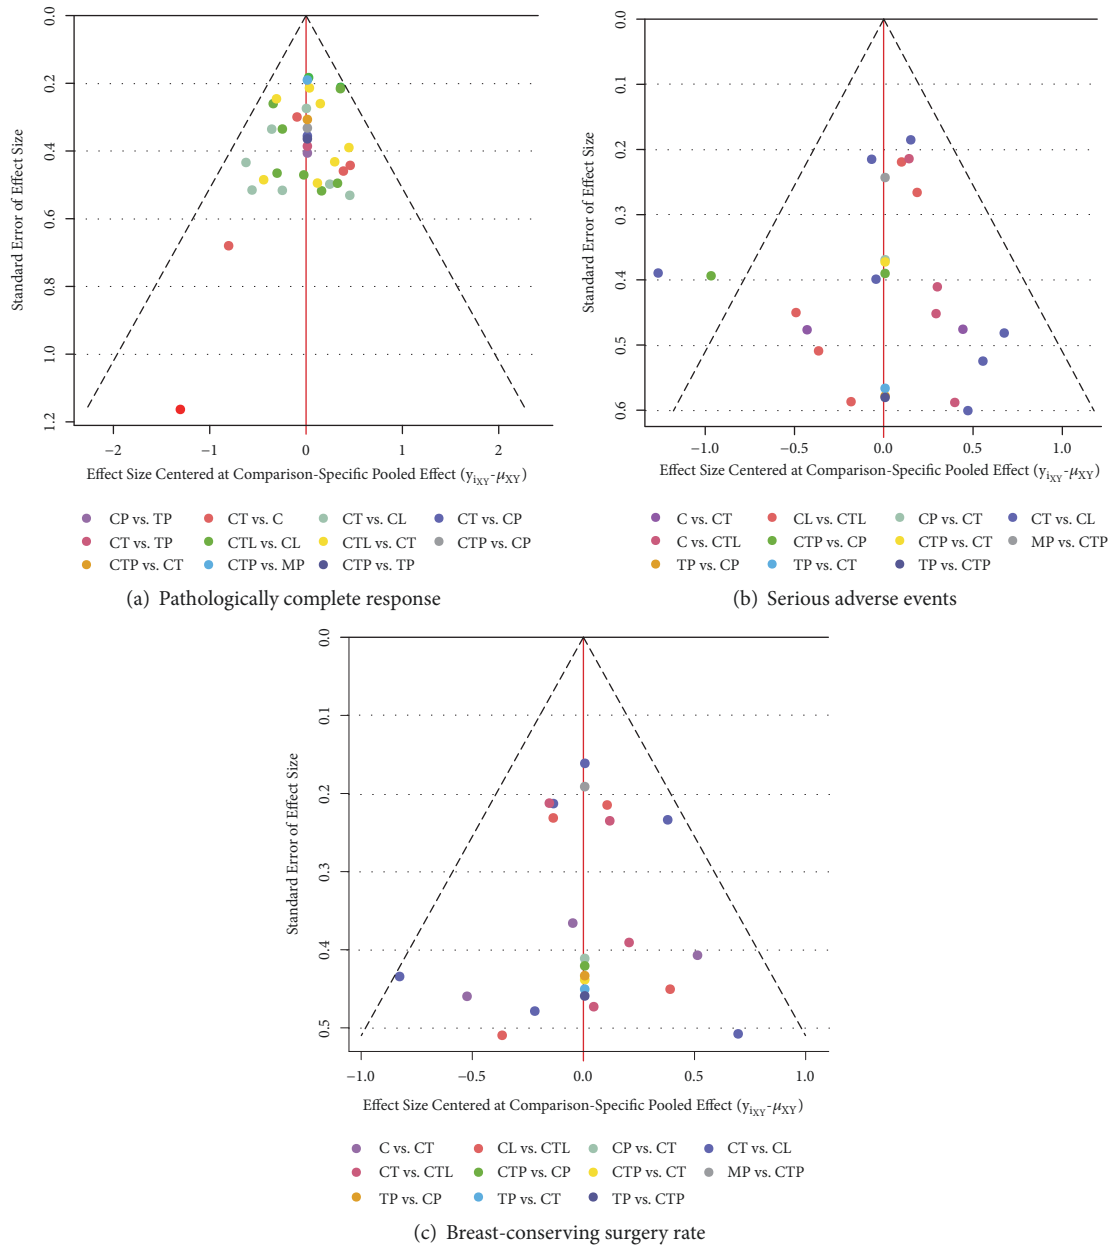 0.0
0.2
0.4
0.6
0.8
1.0
1.2
Standard Error of Effect Size
−2
−1
0
1
2
Effect Size Centered at Comparison-Specific Pooled Effect (y_iXY-μ_XY)
CP vs. TP
CT vs. C
CT vs. CL
CT vs. CP
CT vs. TP
CTL vs. CL
CTL vs. CT
CTP vs. CP
CTP vs. CT
CTP vs. MP
CTP vs. TP
(a) Pathologically complete response
0.0
0.1
0.2
0.3
0.4
0.5
0.6
Standard Error of Effect Size
−1.0
−0.5
0.0
0.5
1.0
Effect Size Centered at Comparison-Specific Pooled Effect (y_iXY-μ_XY)
C vs. CT
CL vs. CTL
CP vs. CT
CT vs. CL
C vs. CTL
CTP vs. CP
CTP vs. CT
MP vs. CTP
TP vs. CP
TP vs. CT
TP vs. CTP
(b) Serious adverse events
0.0
0.1
0.2
0.3
0.4
0.5
Standard Error of Effect Size
−1.0
−0.5
0.0
0.5
1.0
Effect Size Centered at Comparison-Specific Pooled Effect (y_iXY-μ_XY)
C vs. CT
CL vs. CTL
CP vs. CT
CT vs. CL
CT vs. CTL
CTP vs. CP
CTP vs. CT
MP vs. CTP
TP vs. CP
TP vs. CT
TP vs. CTP
(c) Breast-conserving surgery rate